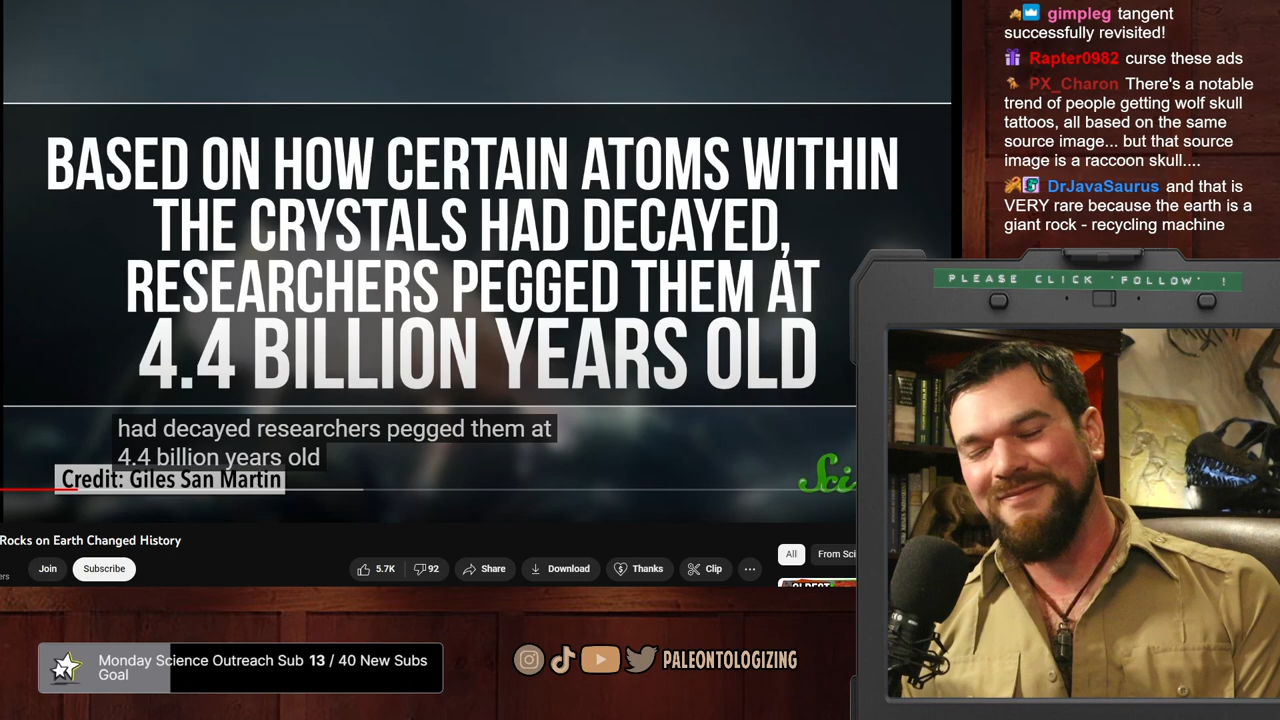 BASED ON HOW CERTAIN ATOMS WITHIN
THE CRYSTALS HAD DECAYED,
RESEARCHERS PEGGED THEM AT
4.4 BILLION YEARS OLD
had decayed researchers pegged them at
4.4 billion years old
Credit: Giles San Martin
Sci
Rocks on Earth Changed History
ers
Join
Subscribe
5.7K
92
Share
Download
Thanks
Clip
All
From Sci
gimpleg tangent
successfully revisited!
Rapter0982 curse these ads
PX_Charon There's a notable
trend of people getting wolf skull
tattoos, all based on the same
source image... but that source
image is a raccoon skull....
DrJavaSaurus and that is
VERY rare because the earth is a
giant rock - recycling machine
PLEASE CLICK 'FOLLOW' !
Monday Science Outreach Sub 13 / 40 New Subs
Goal
PALEONTOLOGIZING